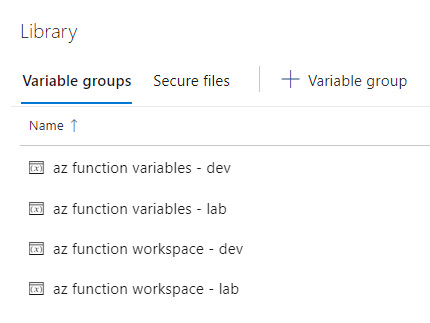 Library
Variable groups Secure files + Variable group
Name ↑
(x) az function variables - dev
(x) az function variables - lab
(x) az function workspace - dev
(x) az function workspace - lab